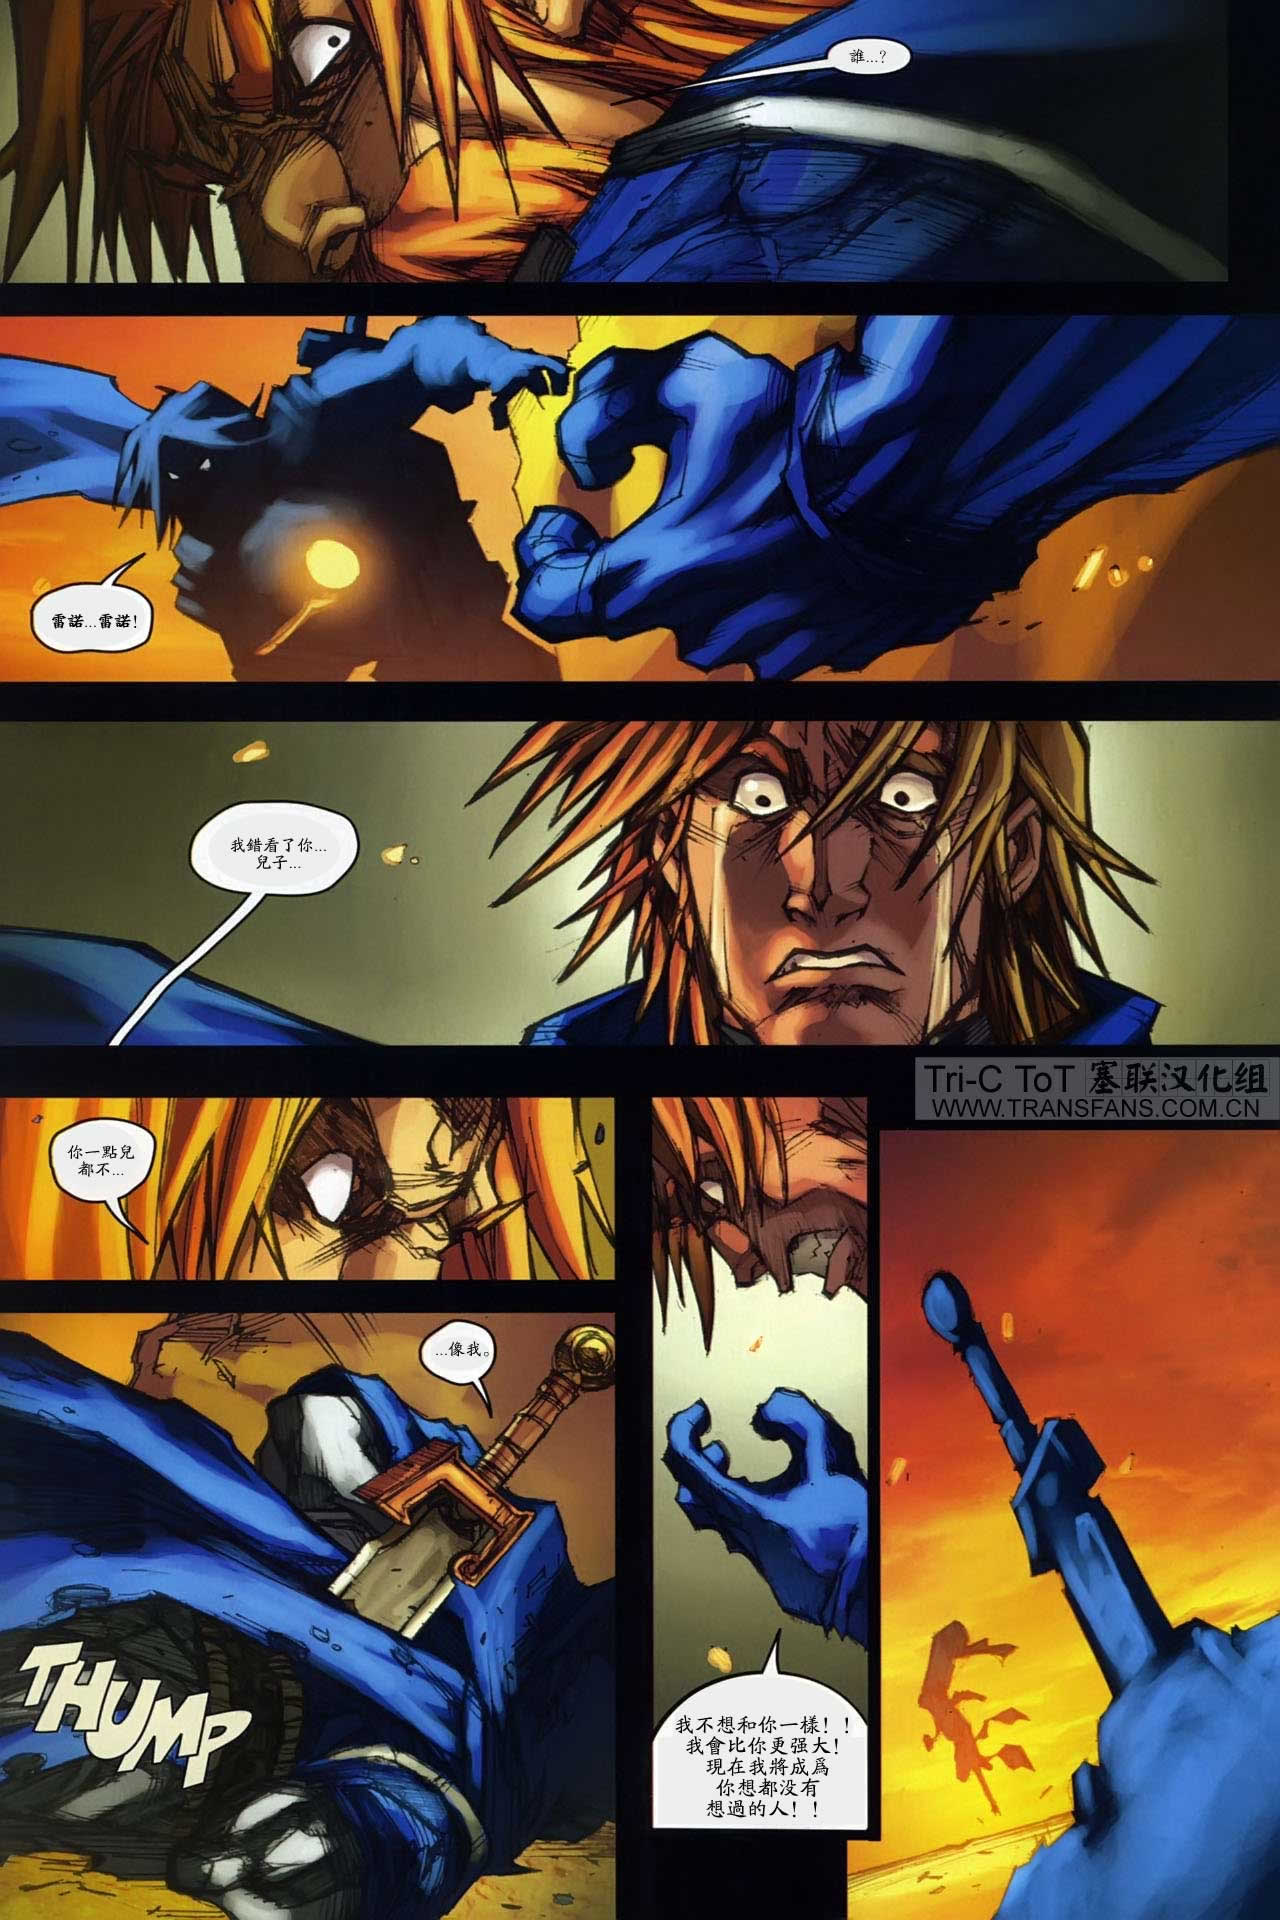 誰...?
雷諾...雷諾!
我錯看了你...
兒子...
Tri-C ToT 塞联汉化组
WWW.TRANSFANS.COM.CN
你一點兒
都不...
...像我。
THUMP
我不想和你一樣！！
我會比你更强大！
現在我將成爲
你想都没有
想過的人！！